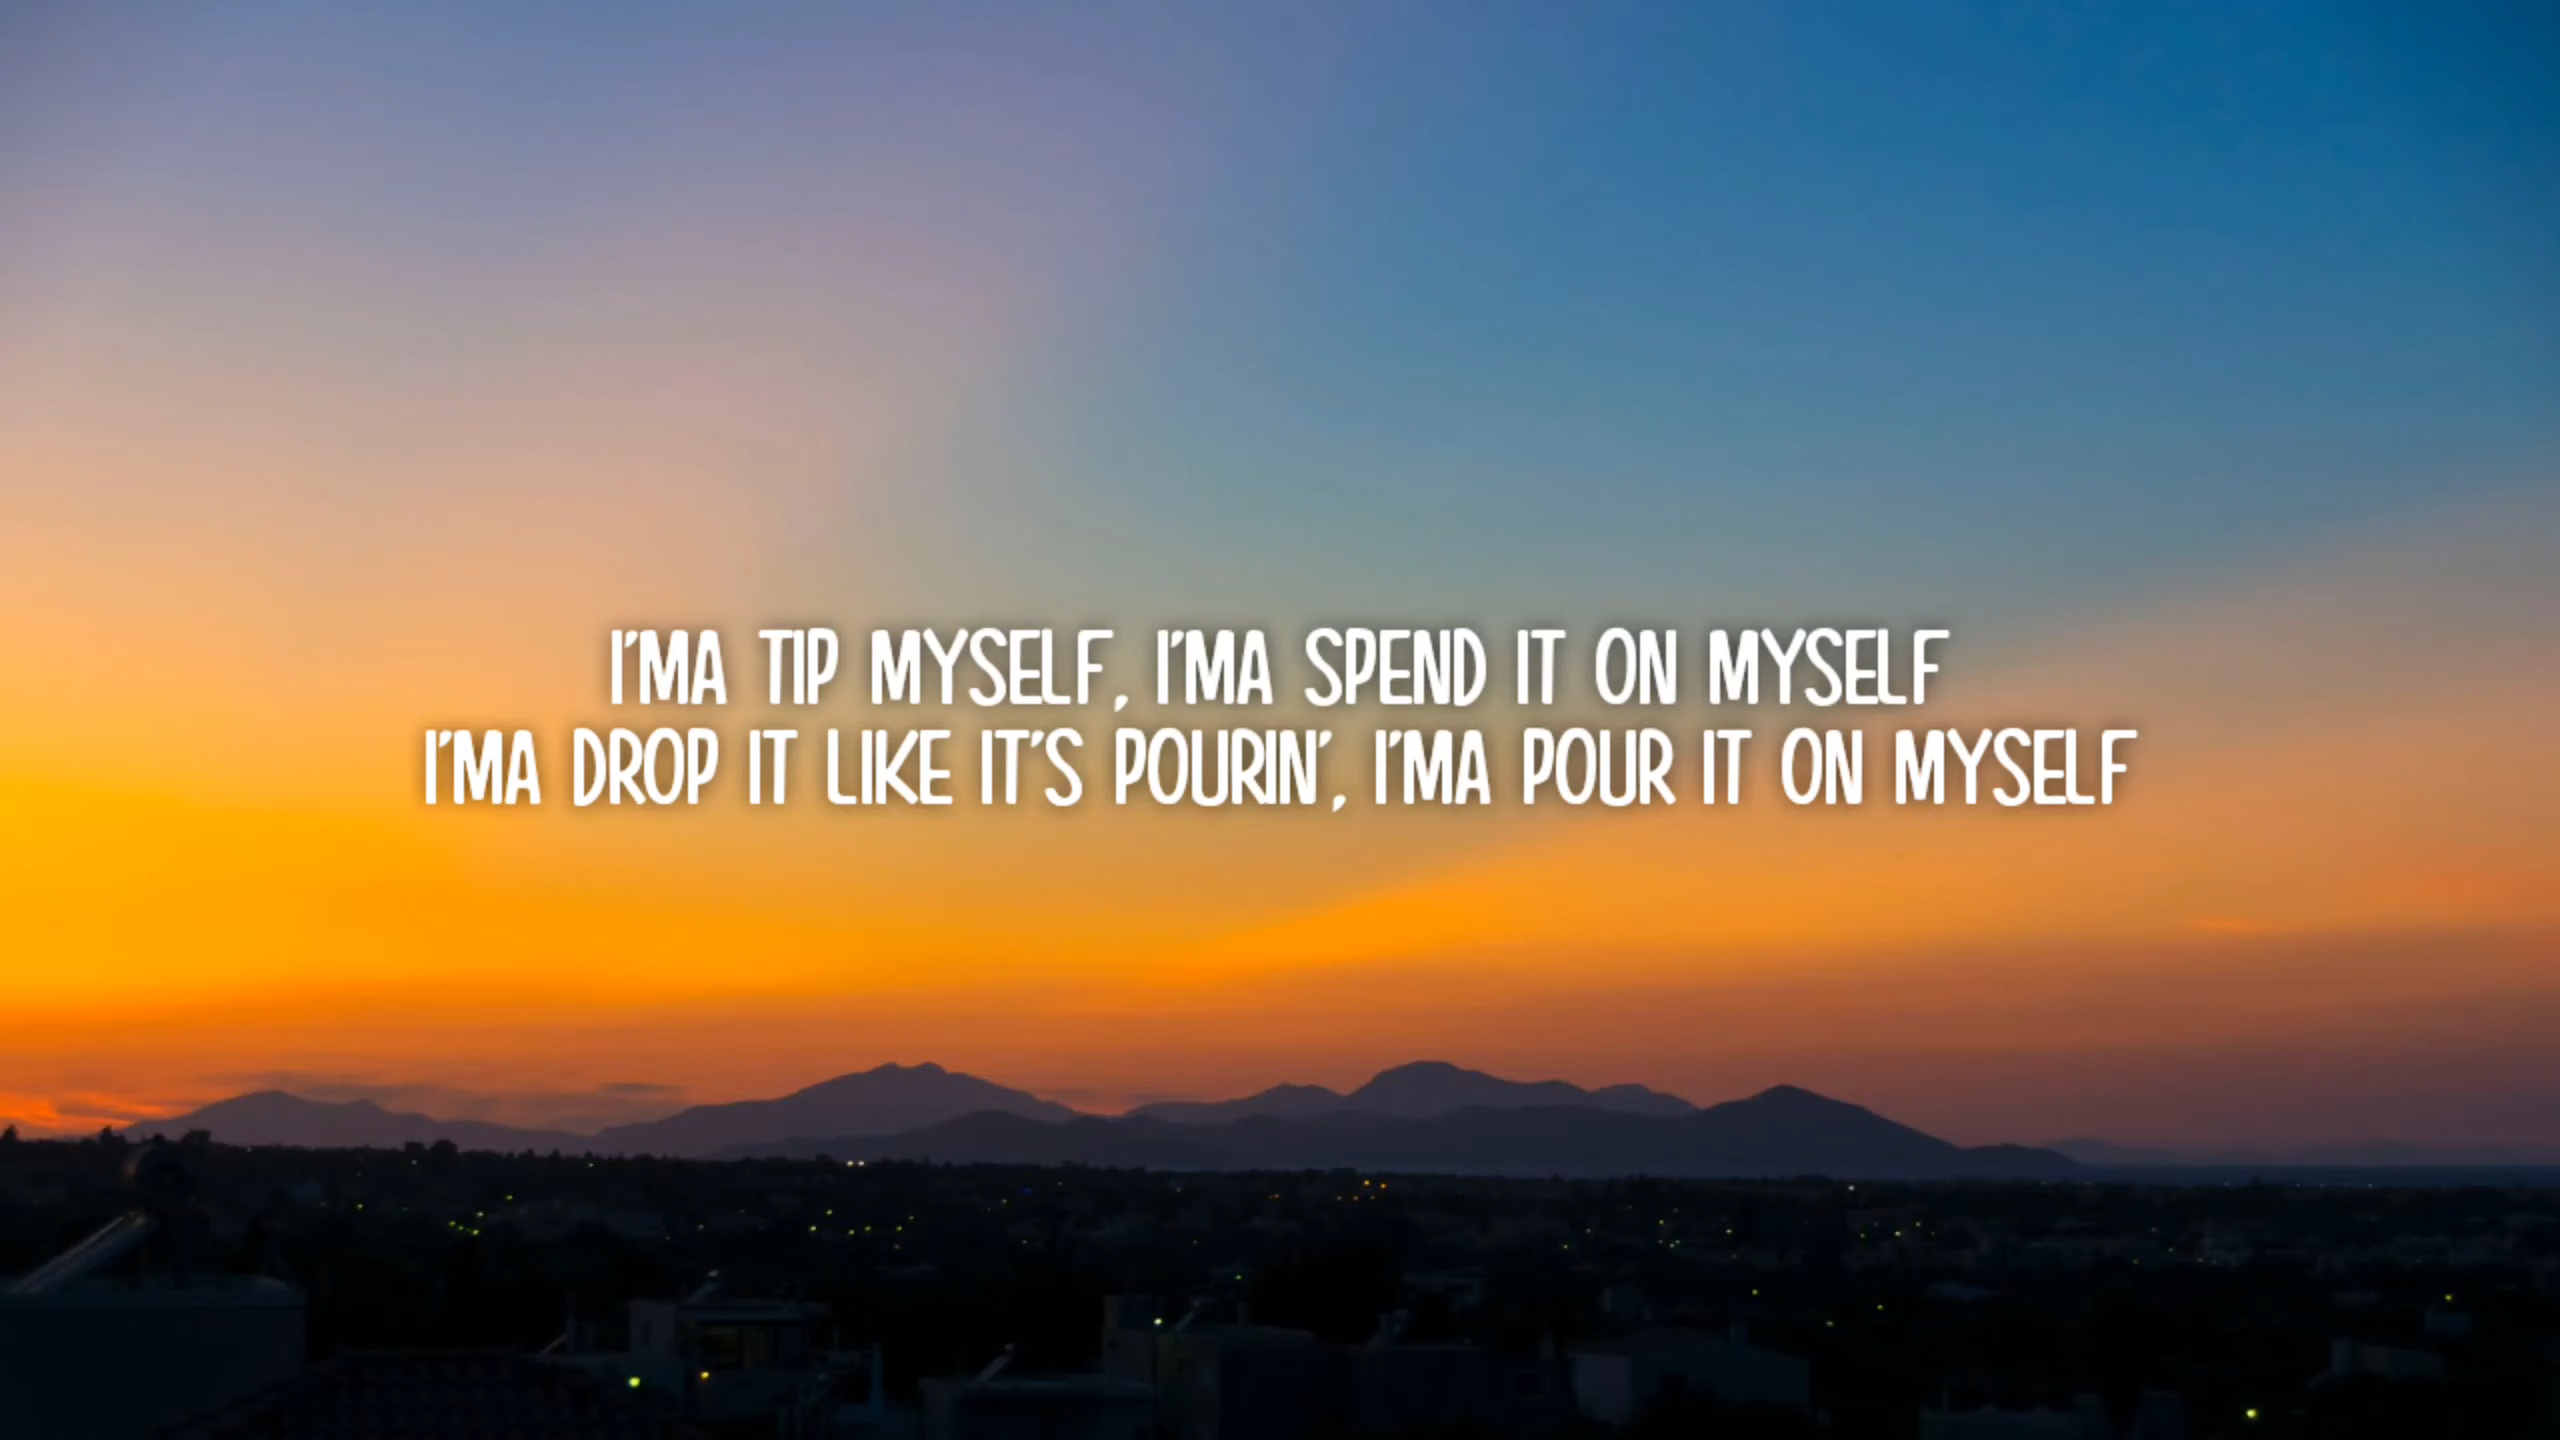 I'MA TIP MYSELF, I'MA SPEND IT ON MYSELF
I'MA DROP IT LIKE IT'S POURIN', I'MA POUR IT ON MYSELF